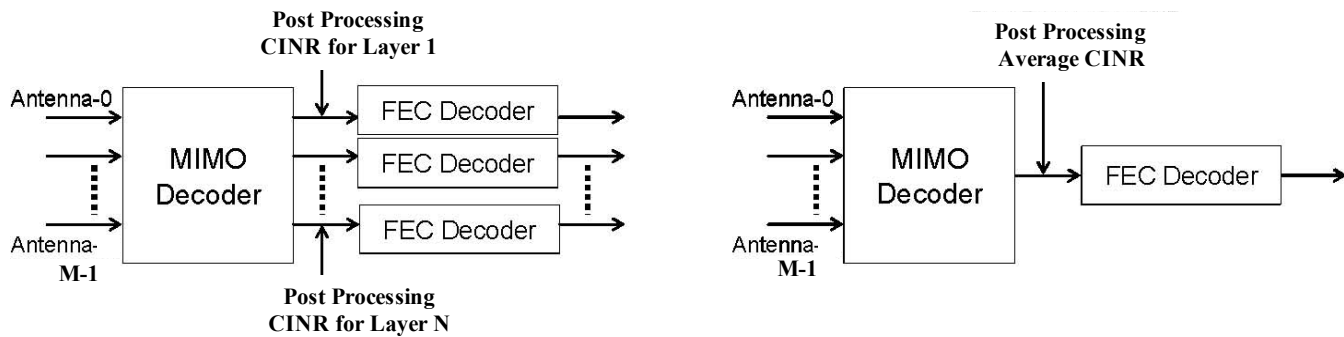 Post Processing
CINR for Layer 1
Antenna-0
MIMO
Decoder
FEC Decoder
FEC Decoder
FEC Decoder
Antenna-
M-1
Post Processing
CINR for Layer N
Post Processing
Average CINR
Antenna-0
MIMO
Decoder
FEC Decoder
Antenna-
M-1